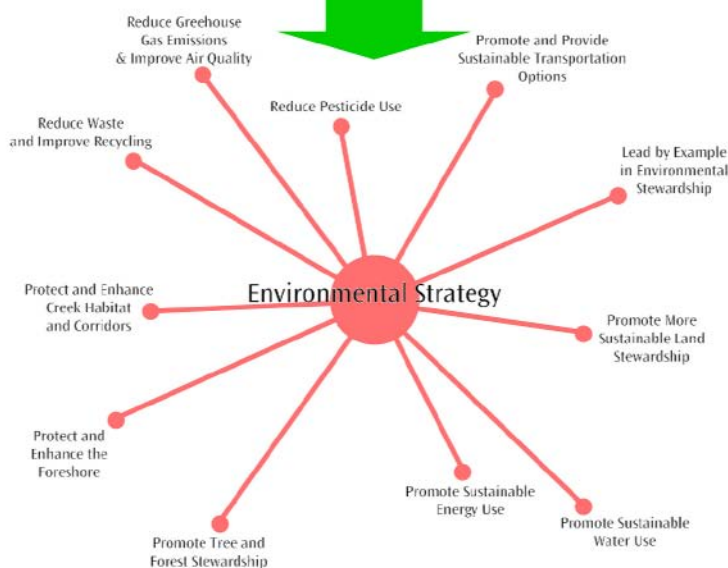 Reduce Greehouse
Gas Emissions
& Improve Air Quality
Promote and Provide
Sustainable Transportation
Options
Reduce Pesticide Use
Reduce Waste
and Improve Recycling
Lead by Example
in Environmental
Stewardship
Environmental Strategy
Protect and Enhance
Creek Habitat
and Corridors
Promote More
Sustainable Land
Stewardship
Protect and
Enhance the
Foreshore
Promote Sustainable
Energy Use
Promote Sustainable
Water Use
Promote Tree and
Forest Stewardship